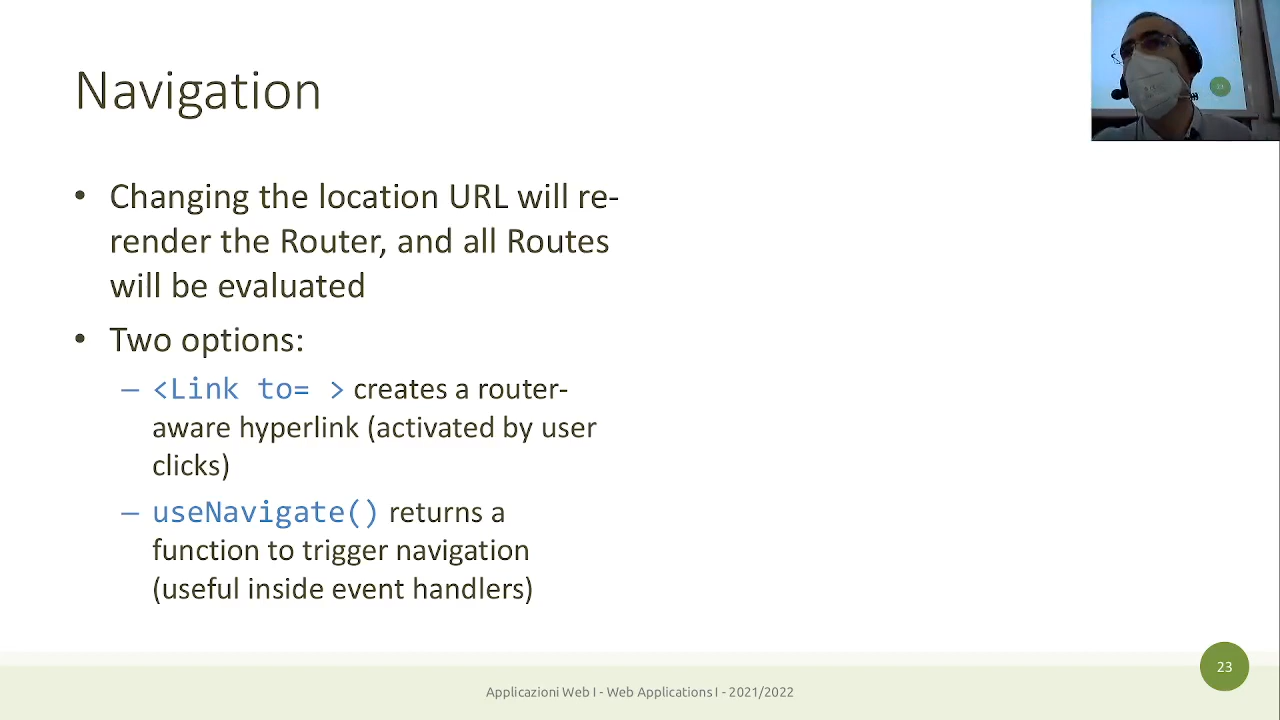 Navigation
• Changing the location URL will re-
render the Router, and all Routes
will be evaluated
• Two options:
– <Link to= > creates a router-
aware hyperlink (activated by user
clicks)
– useNavigate() returns a
function to trigger navigation
(useful inside event handlers)
23
Applicazioni Web I - Web Applications I - 2021/2022